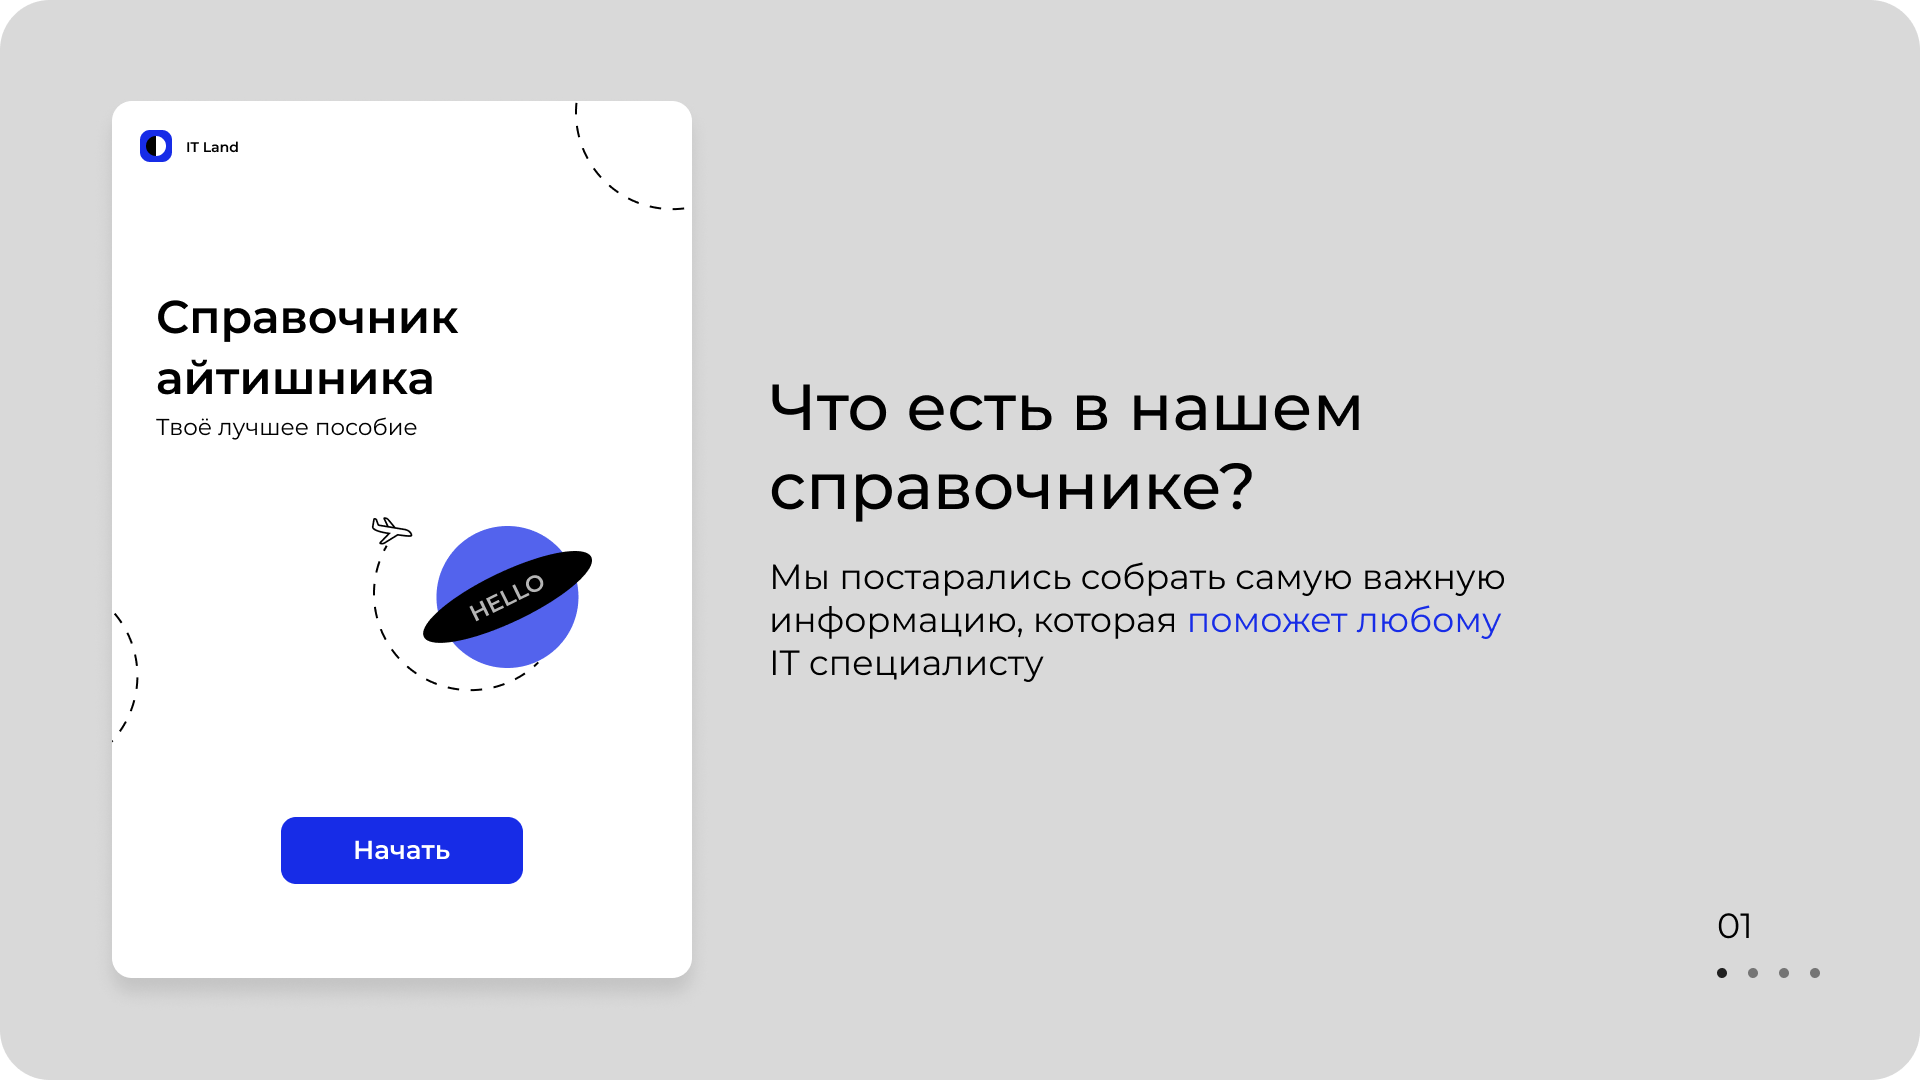 IT Land
Справочник
айтишника
Твоё лучшее пособие
HELLO
Начать
Что есть в нашем
справочнике?
Мы постарались собрать самую важную
информацию, которая поможет любому
IT специалисту
01